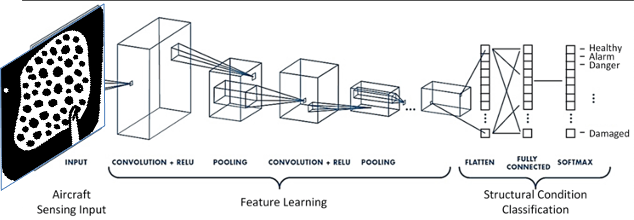 Healthy
Alarm
Danger
Damaged
INPUT
CONVOLUTION + RELU
POOLING
CONVOLUTION + RELU
POOLING
FLATTEN
FULLY
CONNECTED
SOFTMAX
Aircraft
Sensing Input
Feature Learning
Structural Condition
Classification